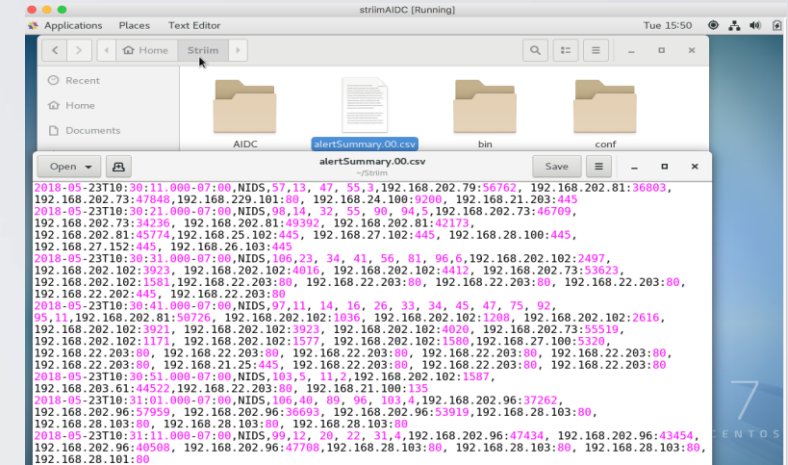 striimAIDC [Running]
Applications Places Text Editor Tue 15:50
Home Striim
Recent
Home
Documents
AIDC alertSummary.00.csv bin conf
Open alertSummary.00.csv Save
~/Striim
2018-05-23T10:30:11.000-07:00,NIDS,57,13, 47, 55,3,192.168.202.79:56762, 192.168.202.81:36803,
192.168.202.73:47848,192.168.229.101:80, 192.168.24.100:9200, 192.168.21.203:445
2018-05-23T10:30:21.000-07:00,NIDS,98,14, 32, 55, 90, 94,5,192.168.202.73:46709,
192.168.202.73:34236, 192.168.202.81:49392, 192.168.202.81:42173,
192.168.202.81:45774,192.168.25.102:445, 192.168.27.102:445, 192.168.28.100:445,
192.168.27.152:445, 192.168.26.103:445
2018-05-23T10:30:31.000-07:00,NIDS,106,23, 34, 41, 56, 81, 96,6,192.168.202.102:2497,
192.168.202.102:3923, 192.168.202.102:4016, 192.168.202.102:4412, 192.168.202.73:53623,
192.168.202.102:1581,192.168.22.203:80, 192.168.22.203:80, 192.168.22.203:80, 192.168.22.203:80,
192.168.22.202:445, 192.168.22.203:80
2018-05-23T10:30:41.000-07:00,NIDS,97,11, 14, 16, 26, 33, 34, 45, 47, 75, 92,
95,11,192.168.202.81:50726, 192.168.202.102:1036, 192.168.202.102:1208, 192.168.202.102:2616,
192.168.202.102:3921, 192.168.202.102:3923, 192.168.202.102:4020, 192.168.202.73:55519,
192.168.202.102:1171, 192.168.202.102:1577, 192.168.202.102:1580,192.168.27.100:5320,
192.168.22.203:80, 192.168.22.203:80, 192.168.22.203:80, 192.168.22.203:80, 192.168.22.203:80,
192.168.22.203:80, 192.168.21.25:445, 192.168.22.203:80, 192.168.22.203:80, 192.168.22.203:80
2018-05-23T10:30:51.000-07:00,NIDS,103,5, 11,2,192.168.202.102:1587,
192.168.203.61:44522,192.168.22.203:80, 192.168.21.100:135
2018-05-23T10:31:01.000-07:00,NIDS,106,40, 89, 96, 103,4,192.168.202.96:37262,
192.168.202.96:57959, 192.168.202.96:36693, 192.168.202.96:53919,192.168.28.103:80,
192.168.28.103:80, 192.168.28.103:80, 192.168.28.103:80
2018-05-23T10:31:11.000-07:00,NIDS,99,12, 20, 22, 31,4,192.168.202.96:47434, 192.168.202.96:43454,
192.168.202.96:40508, 192.168.202.96:47708,192.168.28.103:80, 192.168.28.103:80, 192.168.28.103:80,
192.168.28.101:80
7
CENTOS